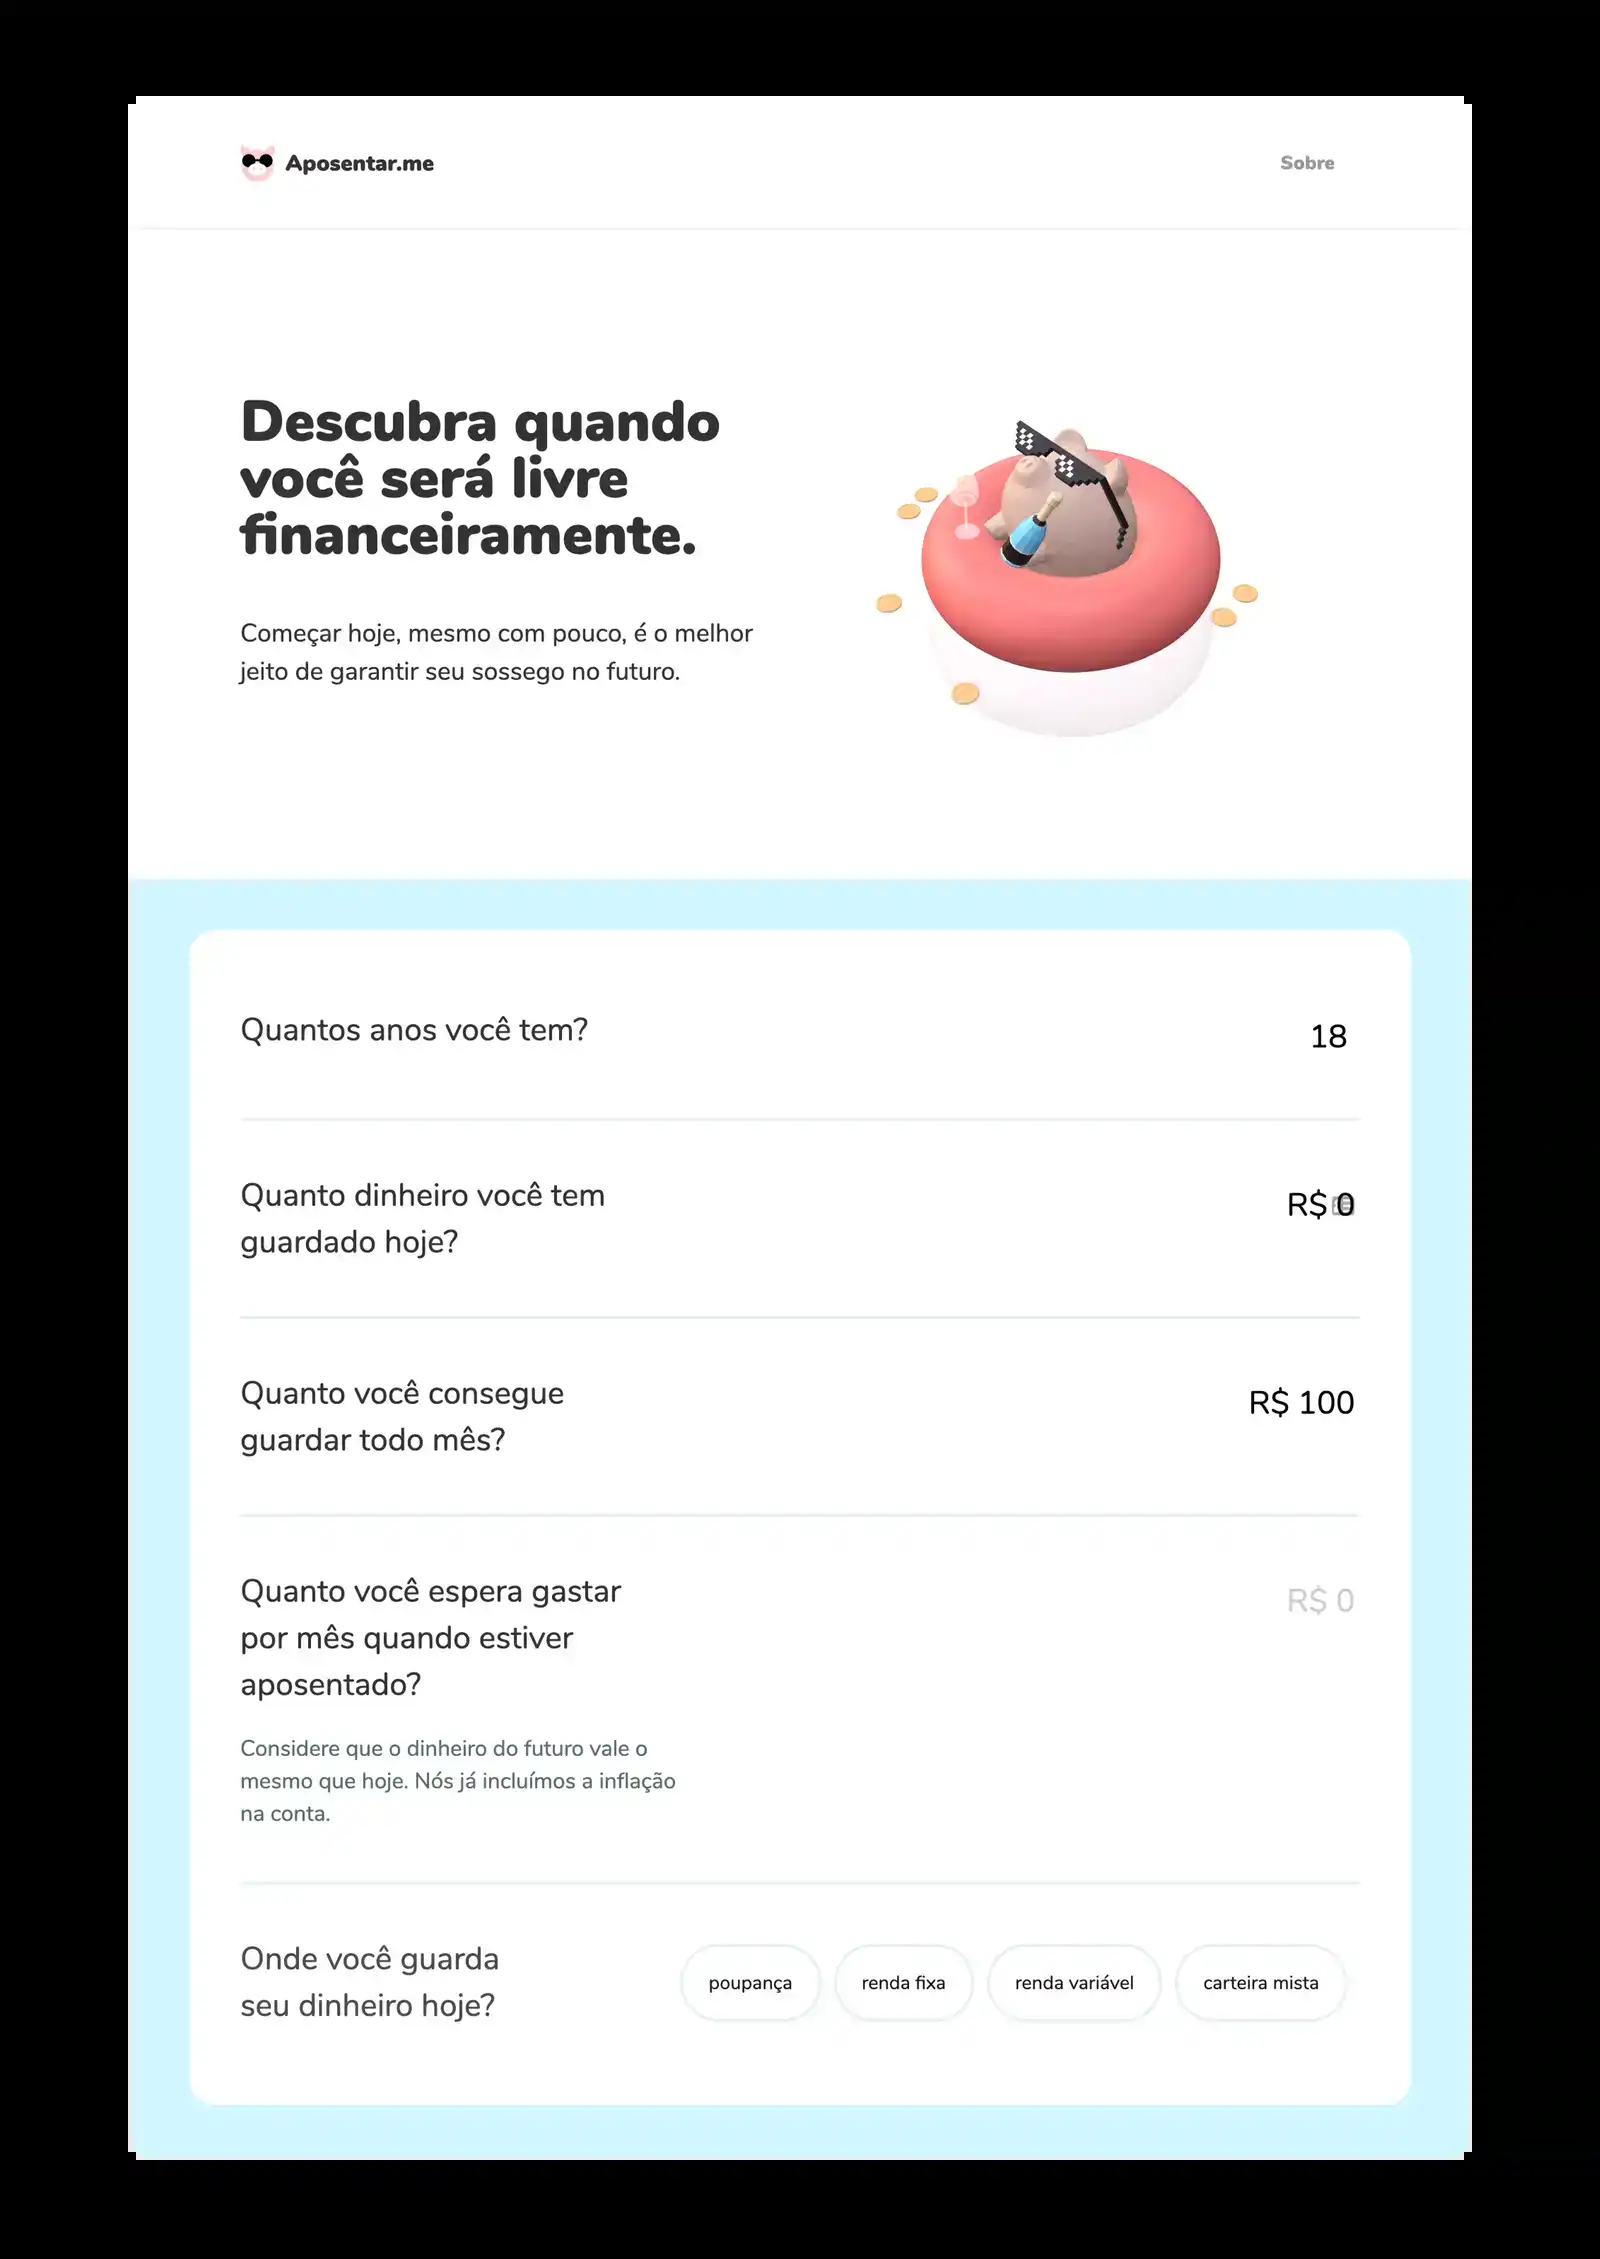 Aposentar.me
Sobre
Descubra quando
você será livre
financeiramente.
Começar hoje, mesmo com pouco, é o melhor
jeito de garantir seu sossego no futuro.
Quantos anos você tem?
18
Quanto dinheiro você tem
guardado hoje?
R$ 0
Quanto você consegue
guardar todo mês?
R$ 100
Quanto você espera gastar
por mês quando estiver
aposentado?
R$ 0
Considere que o dinheiro do futuro vale o
mesmo que hoje. Nós já incluímos a inflação
na conta.
Onde você guarda
seu dinheiro hoje?
poupança
renda fixa
renda variável
carteira mista